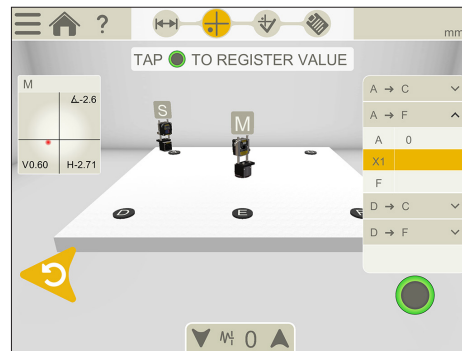 ?
mm
TAP TO REGISTER VALUE
M
∡-2.6
V0.60 H-2.71
S
M
A → C
A → F
A 0
X1
F
D → C
D → F
D
E
F
0